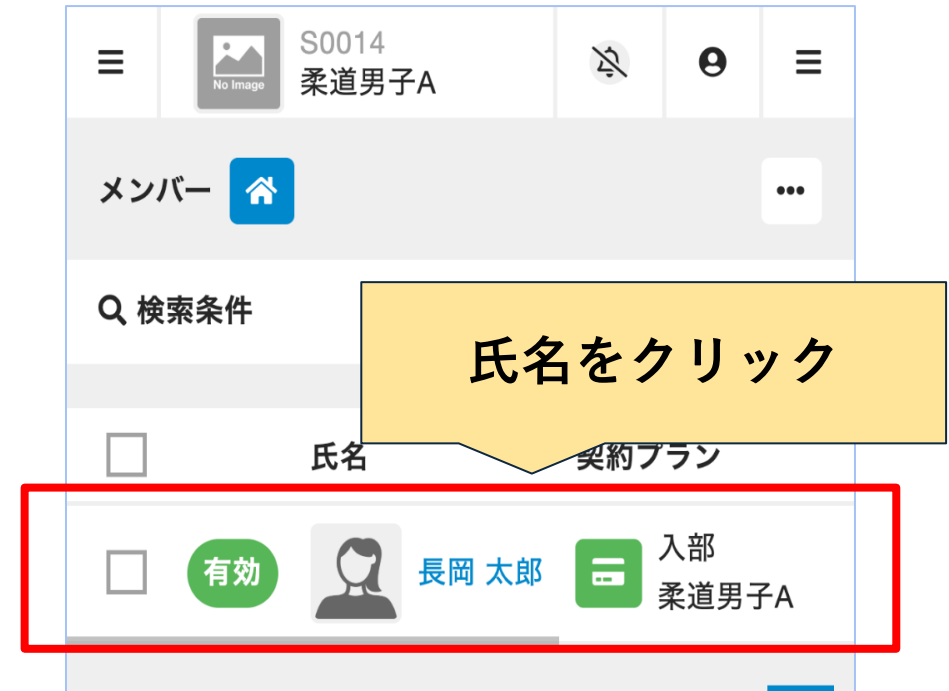 S0014
No Image
柔道男子A
メンバー
検索条件
氏名をクリック
氏名
契約プラン
有効
長岡 太郎
入部
柔道男子A